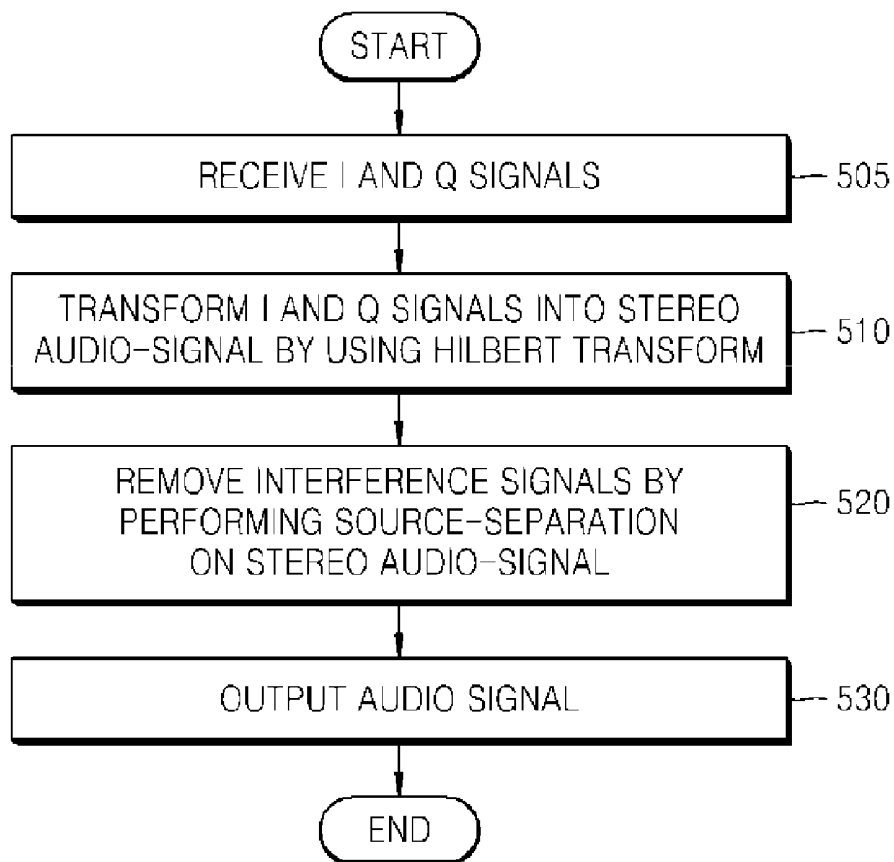 START
RECEIVE I AND Q SIGNALS
505
TRANSFORM I AND Q SIGNALS INTO STEREO
AUDIO-SIGNAL BY USING HILBERT TRANSFORM
510
REMOVE INTERFERENCE SIGNALS BY
PERFORMING SOURCE-SEPARATION
ON STEREO AUDIO-SIGNAL
520
OUTPUT AUDIO SIGNAL
530
END